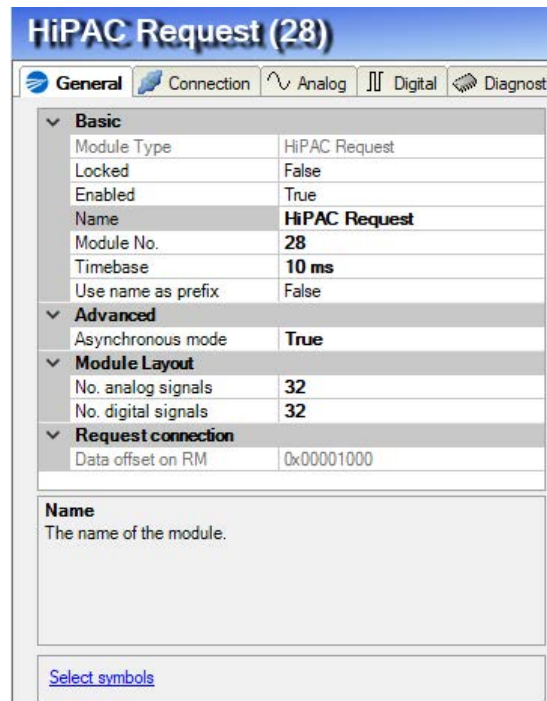 HiPAC Request (28)
General Connection Analog Digital Diagnost
Basic
Module Type HiPAC Request
Locked False
Enabled True
Name HiPAC Request
Module No. 28
Timebase 10 ms
Use name as prefix False
Advanced
Asynchronous mode True
Module Layout
No. analog signals 32
No. digital signals 32
Request connection
Data offset on RM 0x00001000
Name
The name of the module.
Select symbols